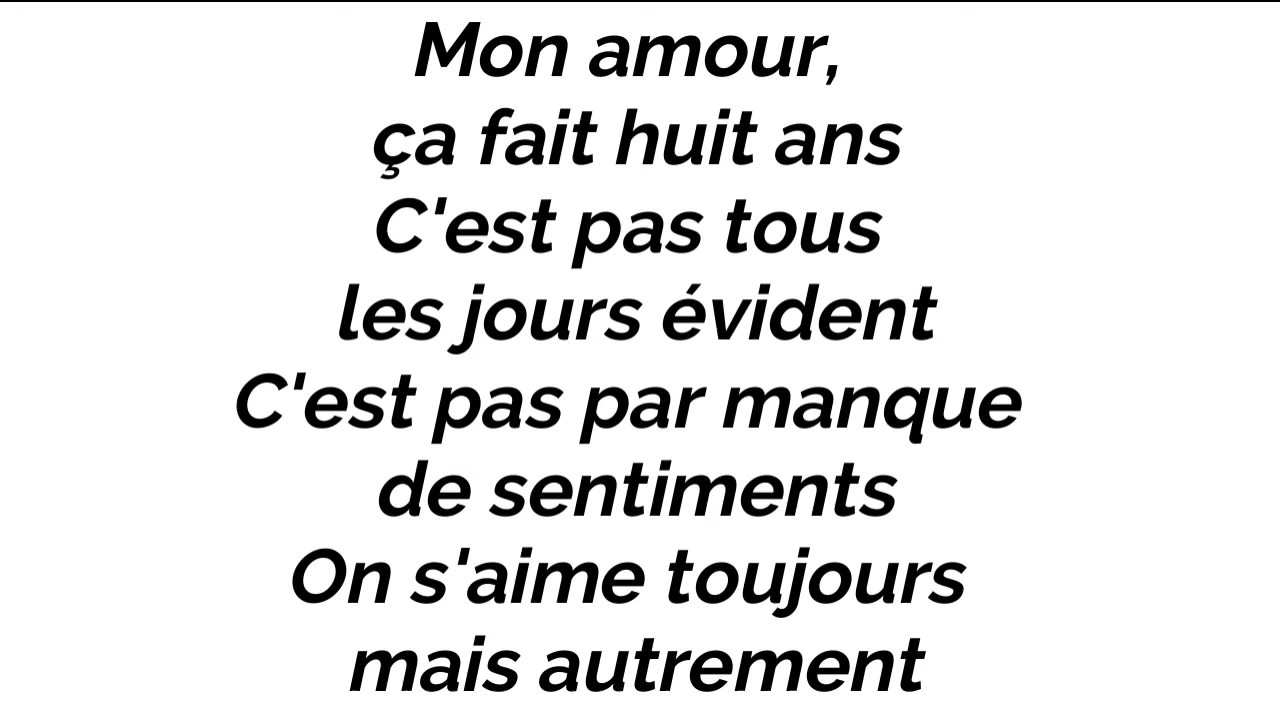 Mon amour,
ça fait huit ans
C'est pas tous
les jours évident
C'est pas par manque
de sentiments
On s'aime toujours
mais autrement